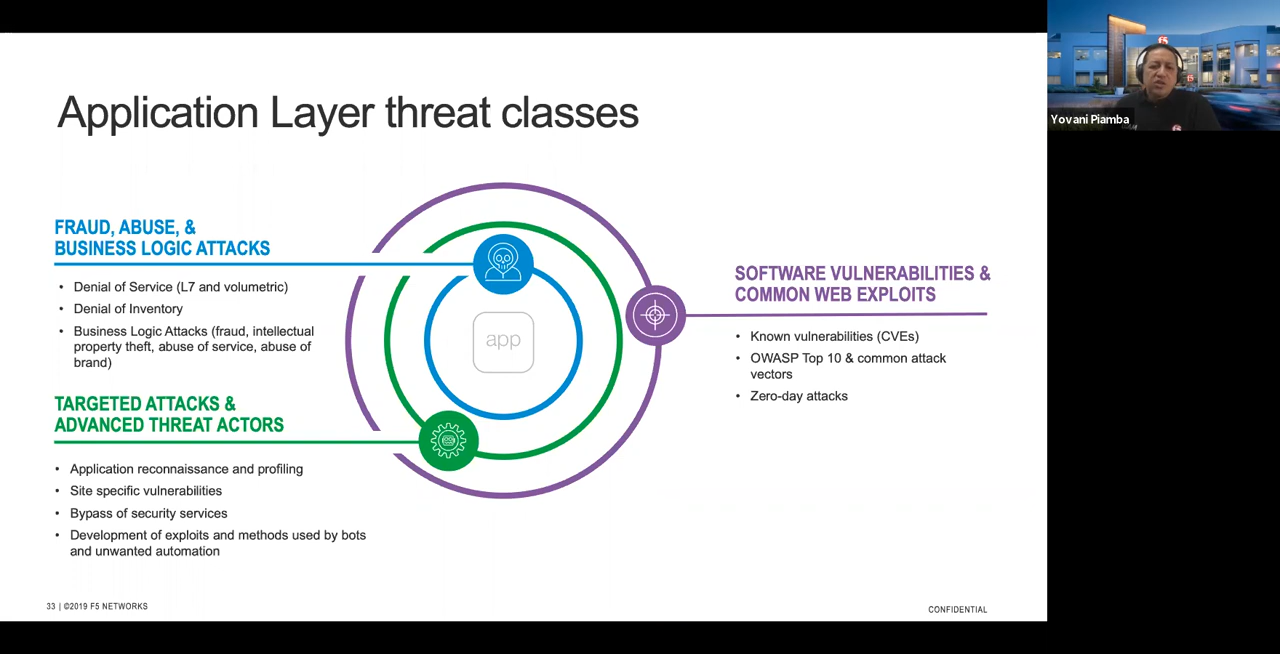 Application Layer threat classes
FRAUD, ABUSE, &
BUSINESS LOGIC ATTACKS
• Denial of Service (L7 and volumetric)
• Denial of Inventory
• Business Logic Attacks (fraud, intellectual
property theft, abuse of service, abuse of
brand)
TARGETED ATTACKS &
ADVANCED THREAT ACTORS
• Application reconnaissance and profiling
• Site specific vulnerabilities
• Bypass of security services
• Development of exploits and methods used by bots
and unwanted automation
app
SOFTWARE VULNERABILITIES &
COMMON WEB EXPLOITS
• Known vulnerabilities (CVEs)
• OWASP Top 10 & common attack
vectors
• Zero-day attacks
33 | ©2019 F5 NETWORKS
CONFIDENTIAL
f5
Yovani Piamba